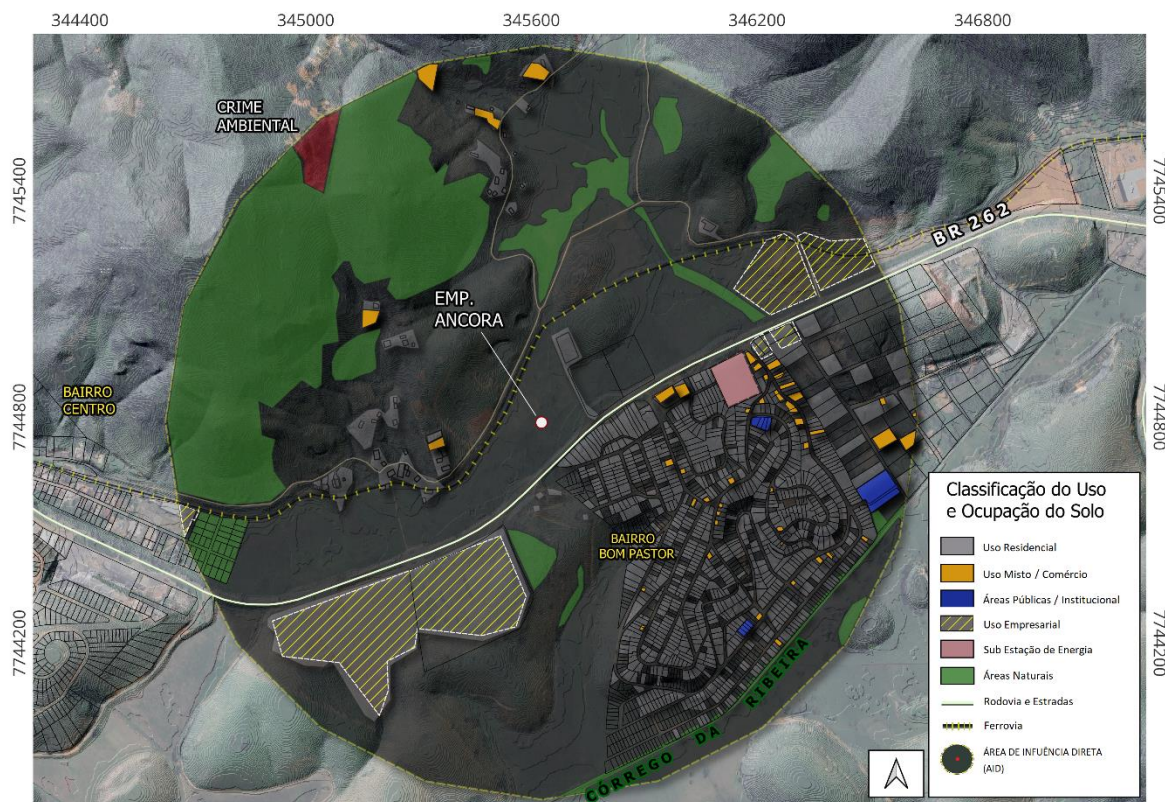 344400
345000
345600
346200
346800
CRIME
AMBIENTAL
7745400
7745400
BR 262
EMP.
ANCORA
BAIRRO
CENTRO
7744800
7744800
BAIRRO
BOM PASTOR
7744200
7744200
CÓRREGO DA RIBEIRA
Classificação do Uso
e Ocupação do Solo
Uso Residencial
Uso Misto / Comércio
Áreas Públicas / Institucional
Uso Empresarial
Sub Estação de Energia
Áreas Naturais
Rodovia e Estradas
Ferrovia
ÁREA DE INFUÊNCIA DIRETA
(AID)